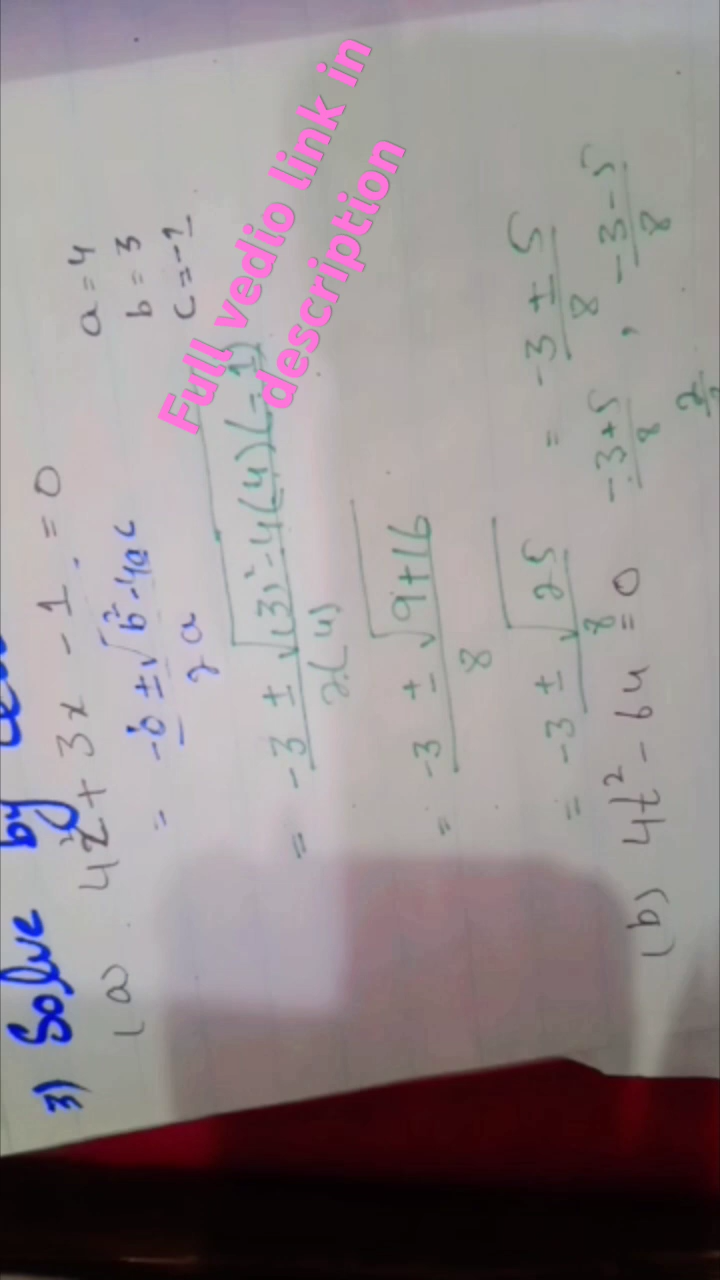 3) Solve by
(a) 4x²+3x-1=0
a=4
b=3
c=-1
= -b±√b²-4ac
2a
= -3 ± √(3)²-4(4)(-1)
2(4)
= -3 ± √9+16
8
= -3 ± √25 = -3 ± 5
8 8
-3+5 , -3-5
8 8
(b) 4t²-64=0
Full vedio link in
description